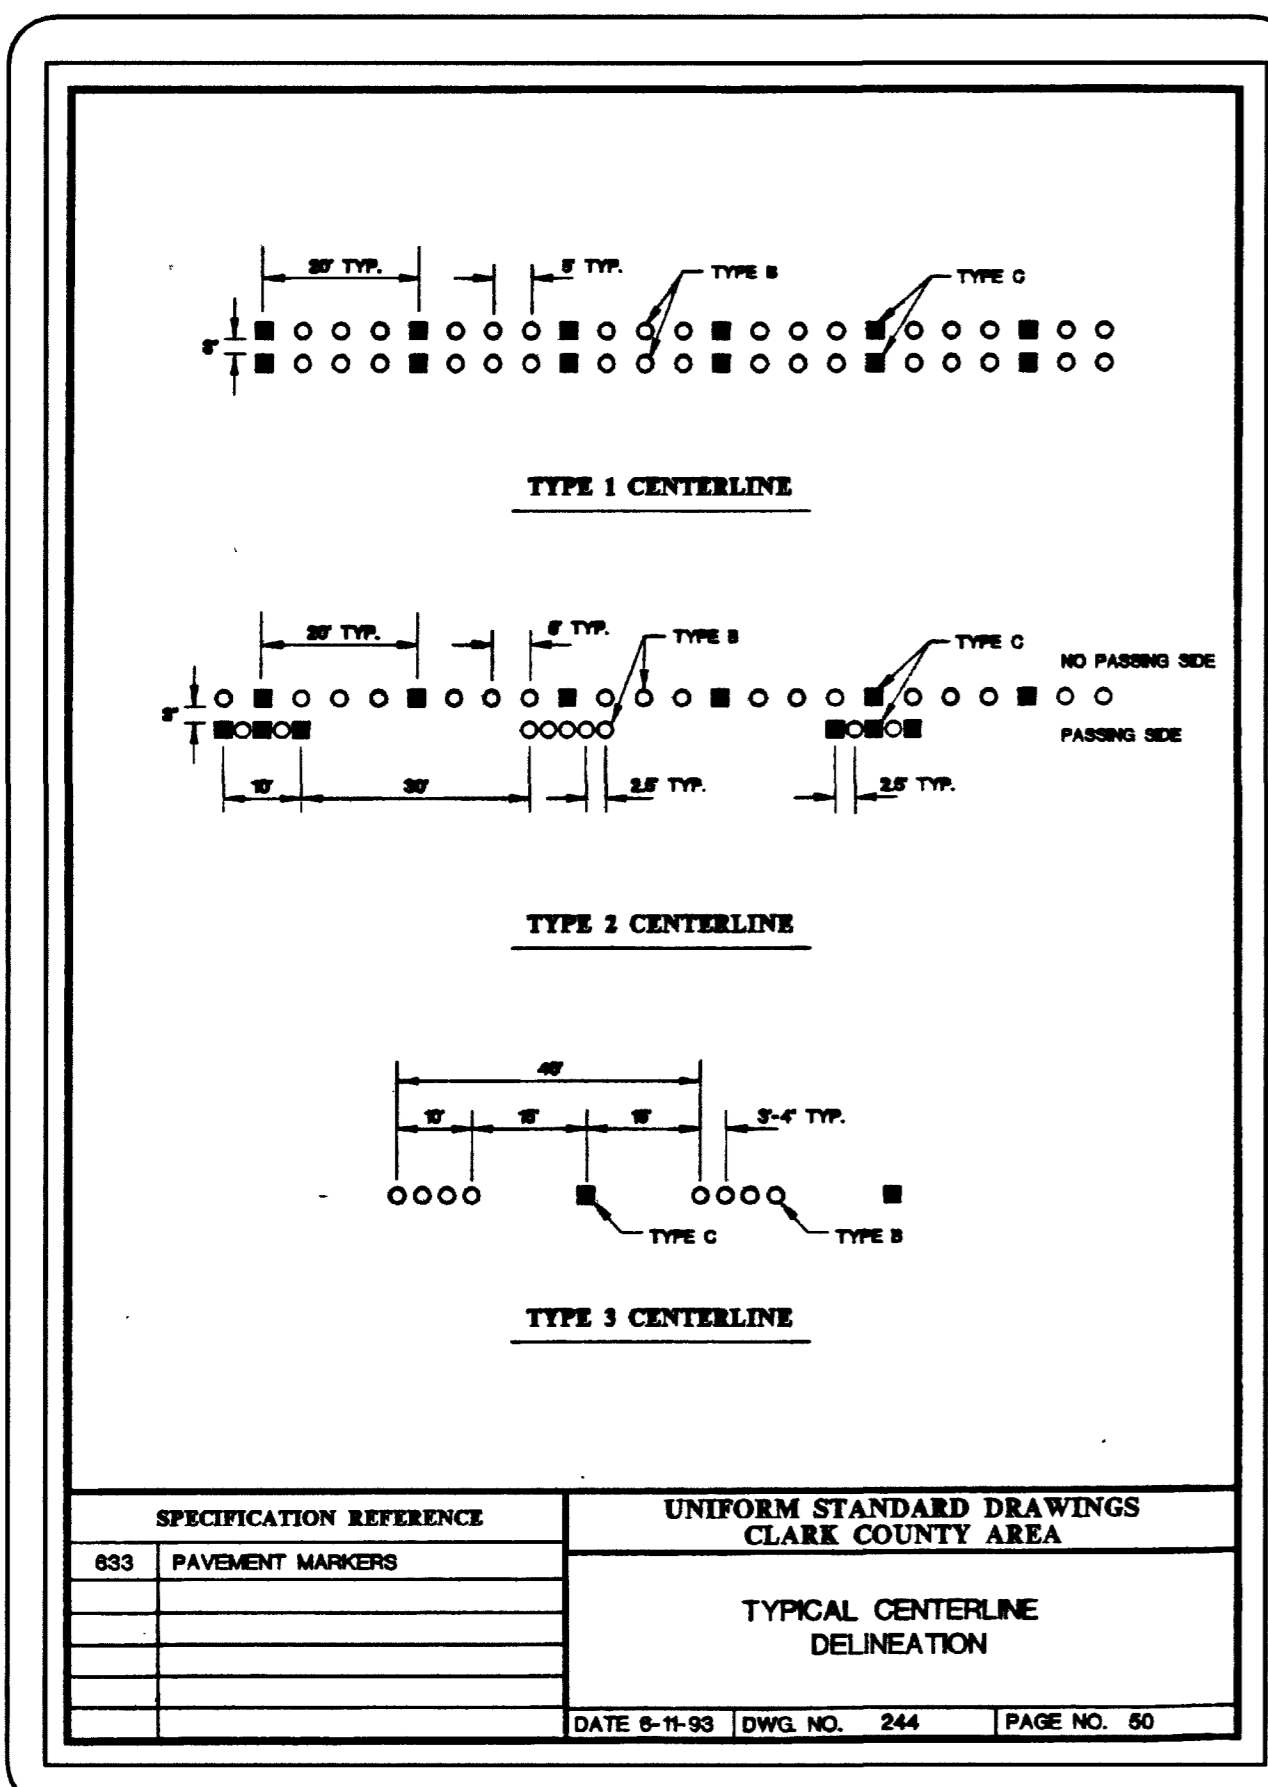 20' TYP.
5' TYP.
TYPE B
TYPE C
3"
TYPE 1 CENTERLINE
20' TYP.
5' TYP.
TYPE B
TYPE C
NO PASSING SIDE
3"
PASSING SIDE
10'
30'
2.5' TYP.
2.5' TYP.
TYPE 2 CENTERLINE
40'
10'
15'
15'
3'-4" TYP.
TYPE C
TYPE B
TYPE 3 CENTERLINE
SPECIFICATION REFERENCE
633 PAVEMENT MARKERS
UNIFORM STANDARD DRAWINGS
CLARK COUNTY AREA
TYPICAL CENTERLINE
DELINEATION
DATE 6-11-93 DWG. NO. 244 PAGE NO. 50